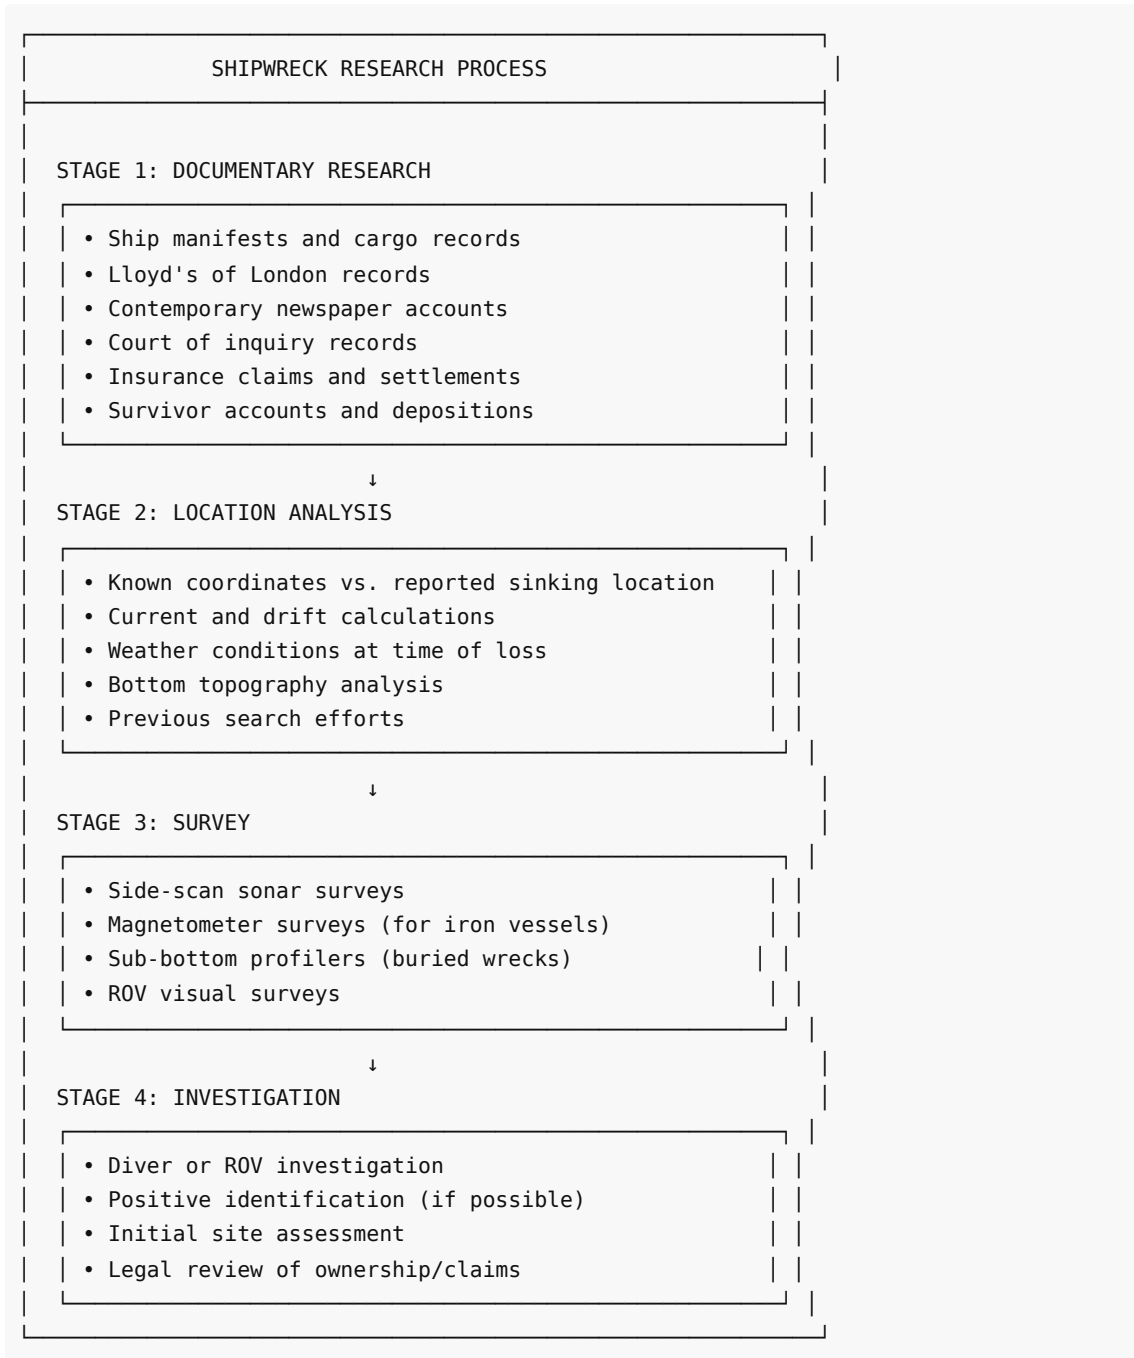 SHIPWRECK RESEARCH PROCESS
STAGE 1: DOCUMENTARY RESEARCH
• Ship manifests and cargo records
• Lloyd's of London records
• Contemporary newspaper accounts
• Court of inquiry records
• Insurance claims and settlements
• Survivor accounts and depositions
↓
STAGE 2: LOCATION ANALYSIS
• Known coordinates vs. reported sinking location
• Current and drift calculations
• Weather conditions at time of loss
• Bottom topography analysis
• Previous search efforts
↓
STAGE 3: SURVEY
• Side-scan sonar surveys
• Magnetometer surveys (for iron vessels)
• Sub-bottom profilers (buried wrecks)
• ROV visual surveys
↓
STAGE 4: INVESTIGATION
• Diver or ROV investigation
• Positive identification (if possible)
• Initial site assessment
• Legal review of ownership/claims